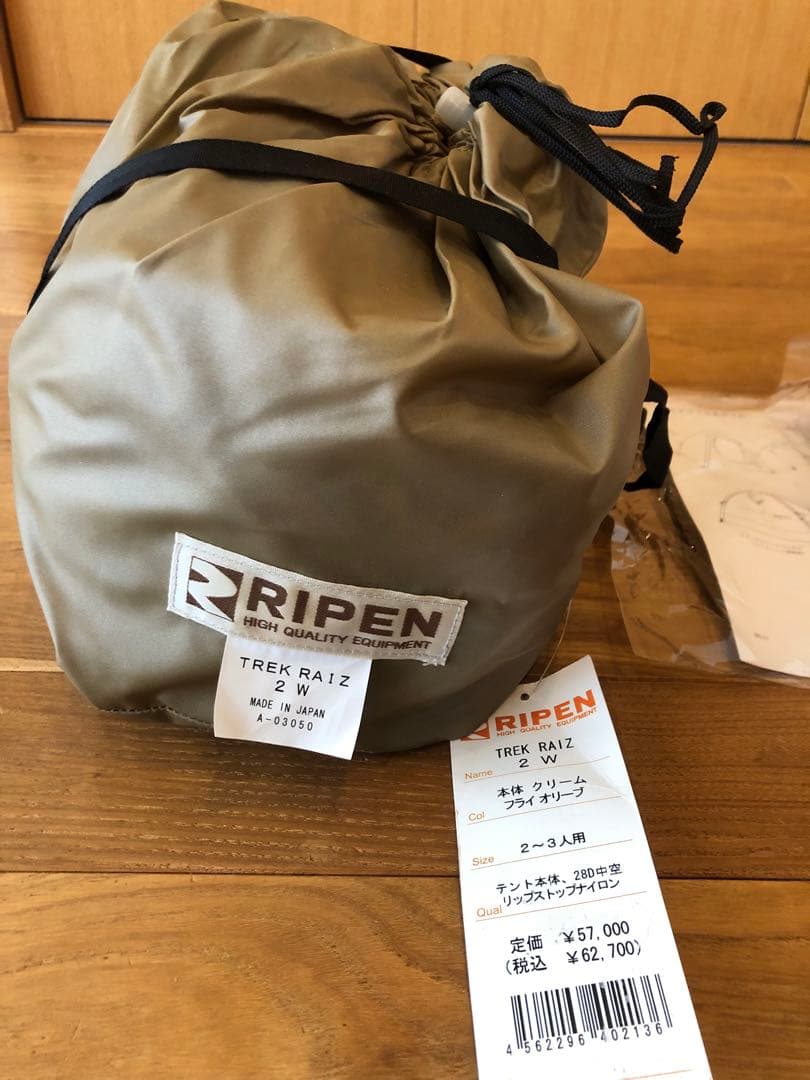 RIPEN
HIGH QUALITY EQUIPMENT
TREK RAIZ
2 W
MADE IN JAPAN
A-03050
RIPEN
HIGH QUALITY EQUIPMENT
TREK RAIZ
Name 2 W
本体 クリーム
Col フライ オリーブ
Size 2～3人用
テント本体、28D中空
Qual リップストップナイロン
定価 ￥57,000
(税込 ￥62,700)
4 562296 402136